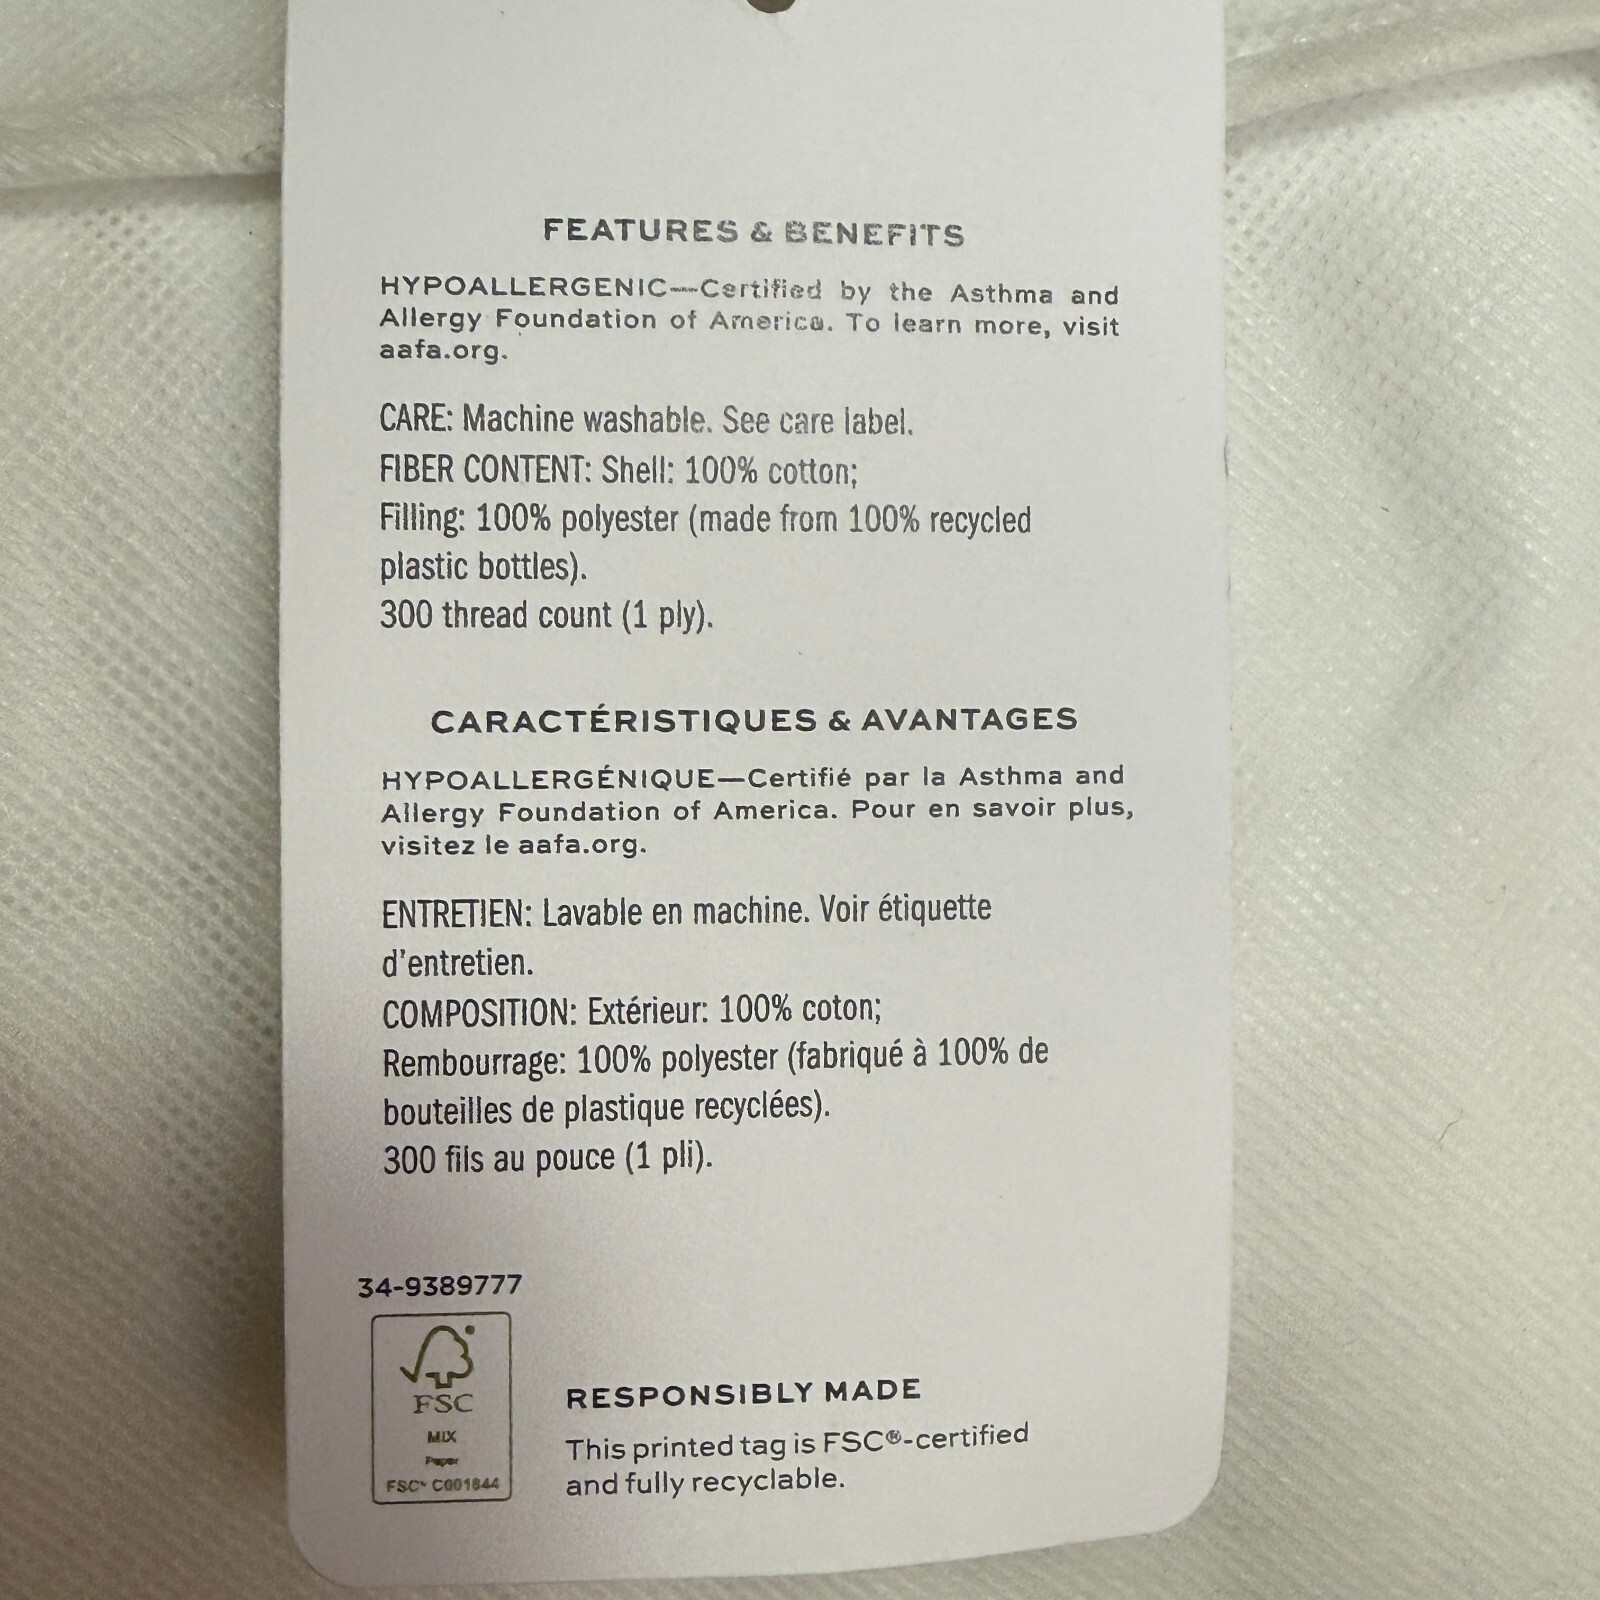 FEATURES & BENEFITS
HYPOALLERGENIC—Certified by the Asthma and
Allergy Foundation of America. To learn more, visit
aafa.org.
CARE: Machine washable. See care label.
FIBER CONTENT: Shell: 100% cotton;
Filling: 100% polyester (made from 100% recycled
plastic bottles).
300 thread count (1 ply).
CARACTÉRISTIQUES & AVANTAGES
HYPOALLERGÉNIQUE—Certifié par la Asthma and
Allergy Foundation of America. Pour en savoir plus,
visitez le aafa.org.
ENTRETIEN: Lavable en machine. Voir étiquette
d'entretien.
COMPOSITION: Extérieur: 100% coton;
Rembourrage: 100% polyester (fabriqué à 100% de
bouteilles de plastique recyclées).
300 fils au pouce (1 pli).
34-9389777
FSC
MIX
Paper
FSC® C001844
RESPONSIBLY MADE
This printed tag is FSC®-certified
and fully recyclable.